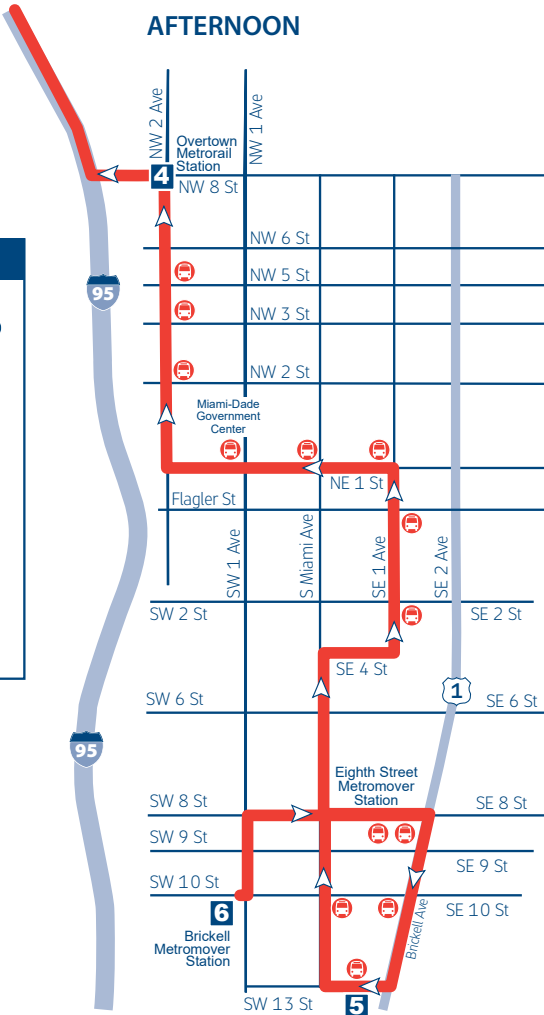 AFTERNOON
NW 2 Ave
NW 1 Ave
Overtown
Metrorail
Station
4
NW 8 St
NW 6 St
95
NW 5 St
NW 3 St
NW 2 St
Miami-Dade
Government
Center
NE 1 St
Flagler St
SW 1 Ave
S Miami Ave
SE 1 Ave
SE 2 Ave
SW 2 St
SE 2 St
SE 4 St
1
SW 6 St
SE 6 St
95
Eighth Street
Metromover
Station
SW 8 St
SE 8 St
SW 9 St
SE 9 St
SW 10 St
SE 10 St
6
Brickell
Metromover
Station
Brickell Ave
SW 13 St
5